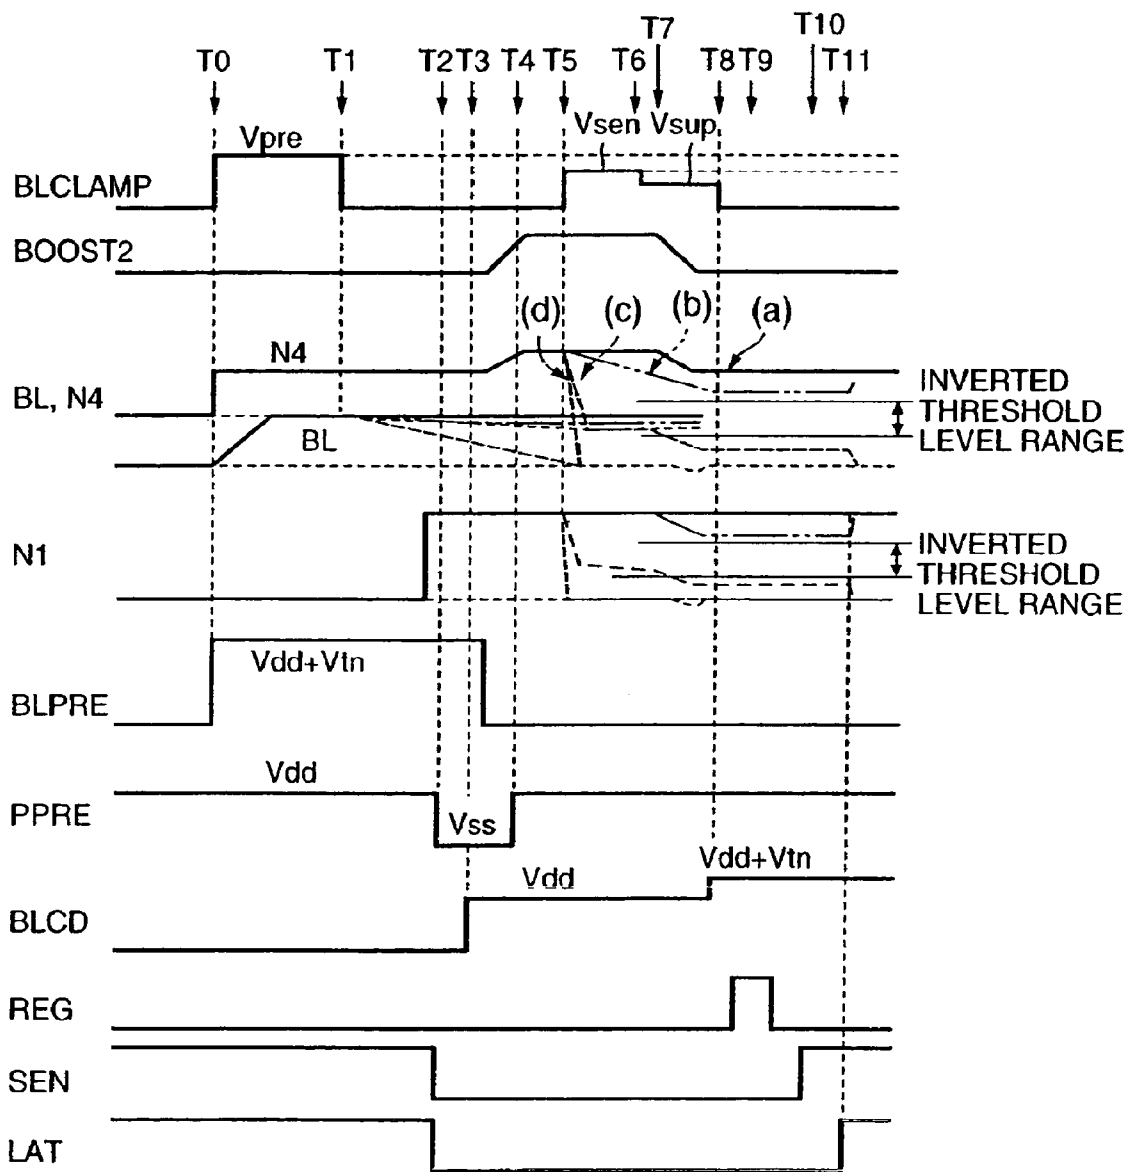 T7 T10
T0 T1 T2 T3 T4 T5 T6 T8 T9 T11
Vsen Vsup
Vpre
BLCLAMP
BOOST2
(d) (c) (b) (a)
N4
BL, N4
BL
INVERTED
THRESHOLD
LEVEL RANGE
N1
INVERTED
THRESHOLD
LEVEL RANGE
Vdd+Vtn
BLPRE
Vdd
PPRE
Vss
Vdd+Vtn
Vdd
BLCD
REG
SEN
LAT